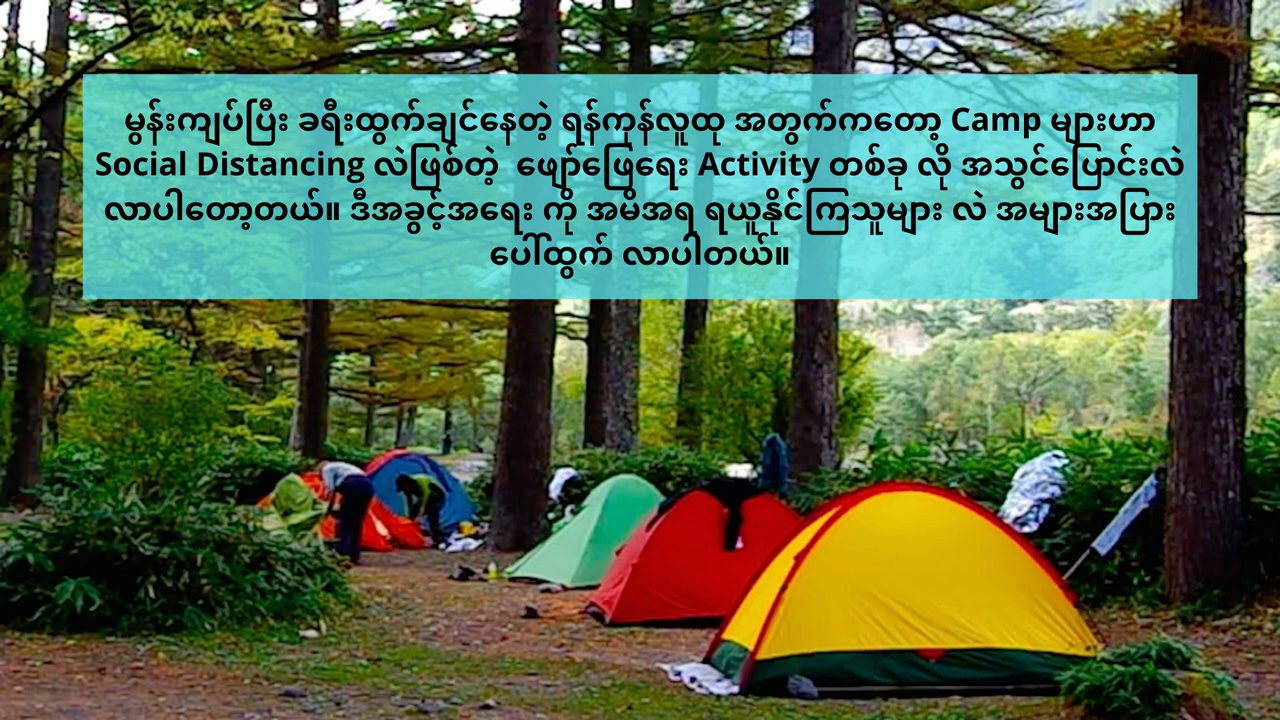 မွန်းကျပ်ပြီး ခရီးထွက်ချင်နေတဲ့ ရန်ကုန်လူထု အတွက်ကတော့ Camp များဟာ
Social Distancing လဲဖြစ်တဲ့ ဖျော်ဖြေရေး Activity တစ်ခု လို အသွင်ပြောင်းလဲ
လာပါတော့တယ်။ ဒီအခွင့်အရေး ကို အမိအရ ရယူနိုင်ကြသူများ လဲ အများအပြား
ပေါ်ထွက် လာပါတယ်။